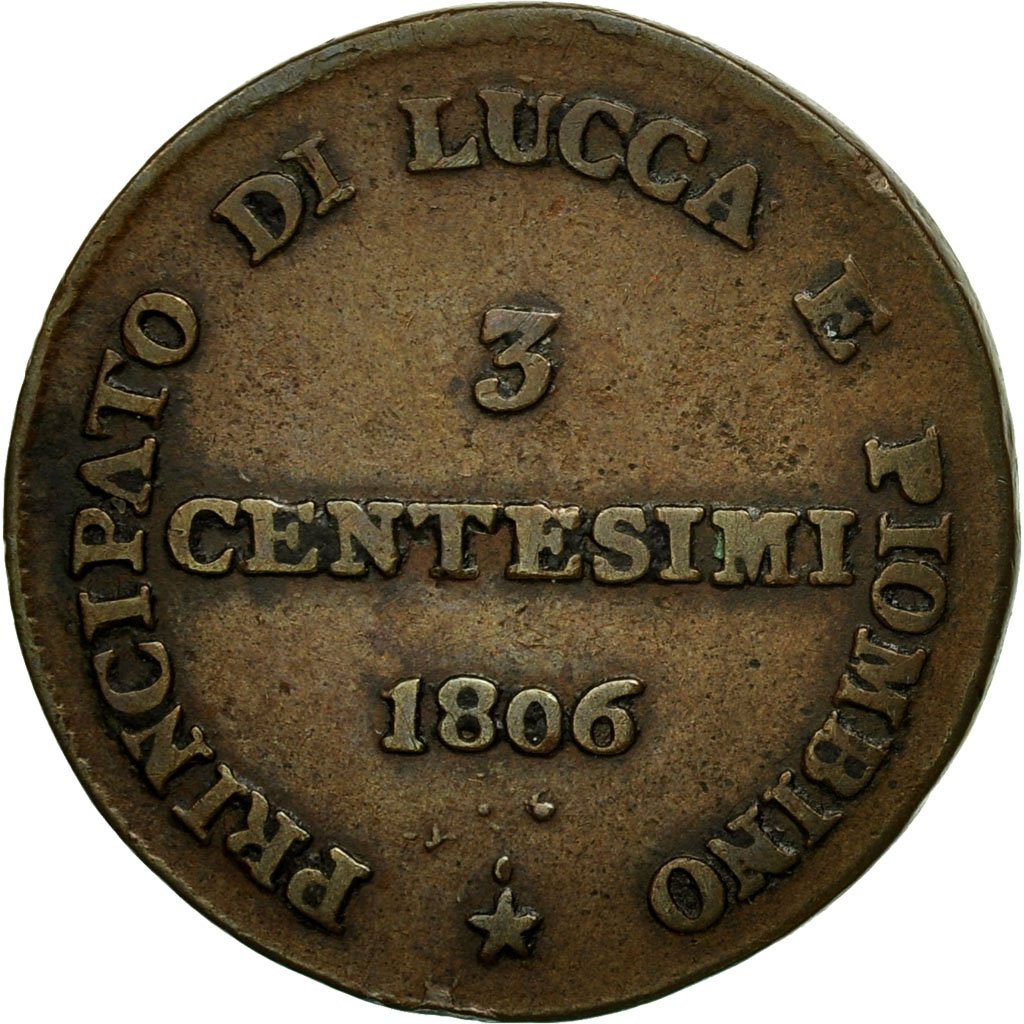 PRINCIPATO DI LUCCA E PIOMBINO
3
CENTESIMI
1806